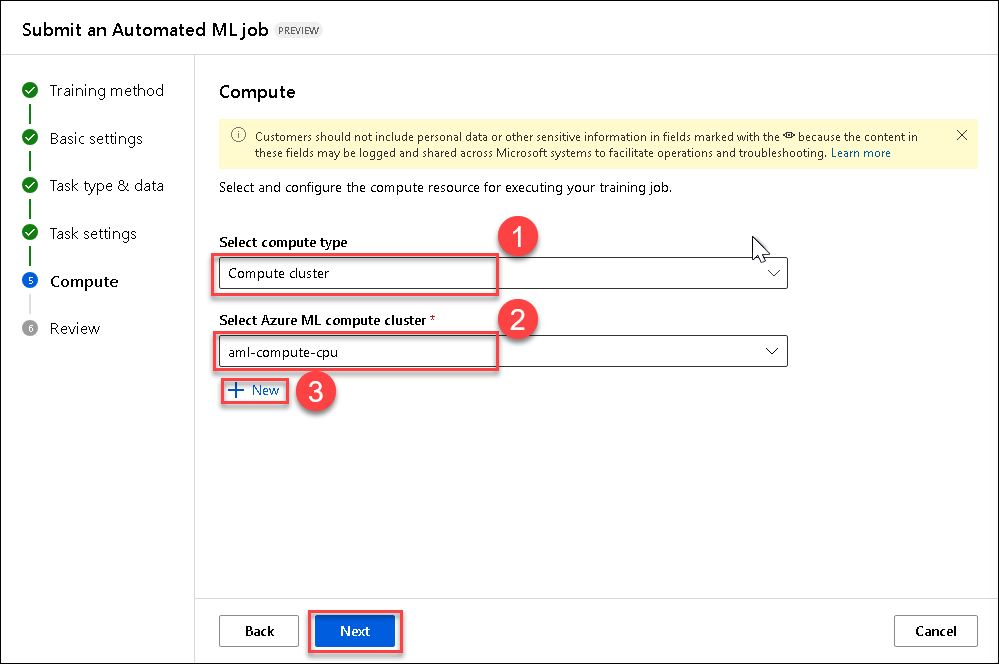 Submit an Automated ML job PREVIEW
Training method
Basic settings
Task type & data
Task settings
5 Compute
6 Review
Compute
Customers should not include personal data or other sensitive information in fields marked with the because the content in
these fields may be logged and shared across Microsoft systems to facilitate operations and troubleshooting. Learn more
Select and configure the compute resource for executing your training job.
Select compute type
1
Compute cluster
Select Azure ML compute cluster *
2
aml-compute-cpu
+ New
3
Back
Next
Cancel